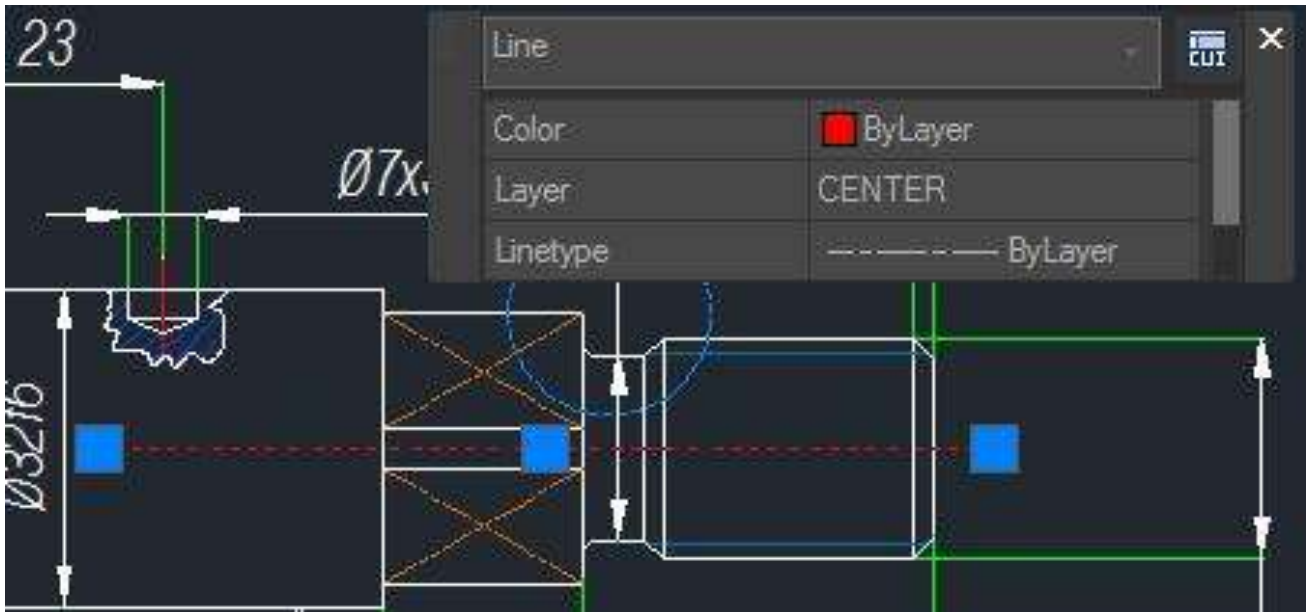 23
Line
CUI
Color ByLayer
Ø7x
Layer CENTER
Linetype ByLayer
Ø32f6